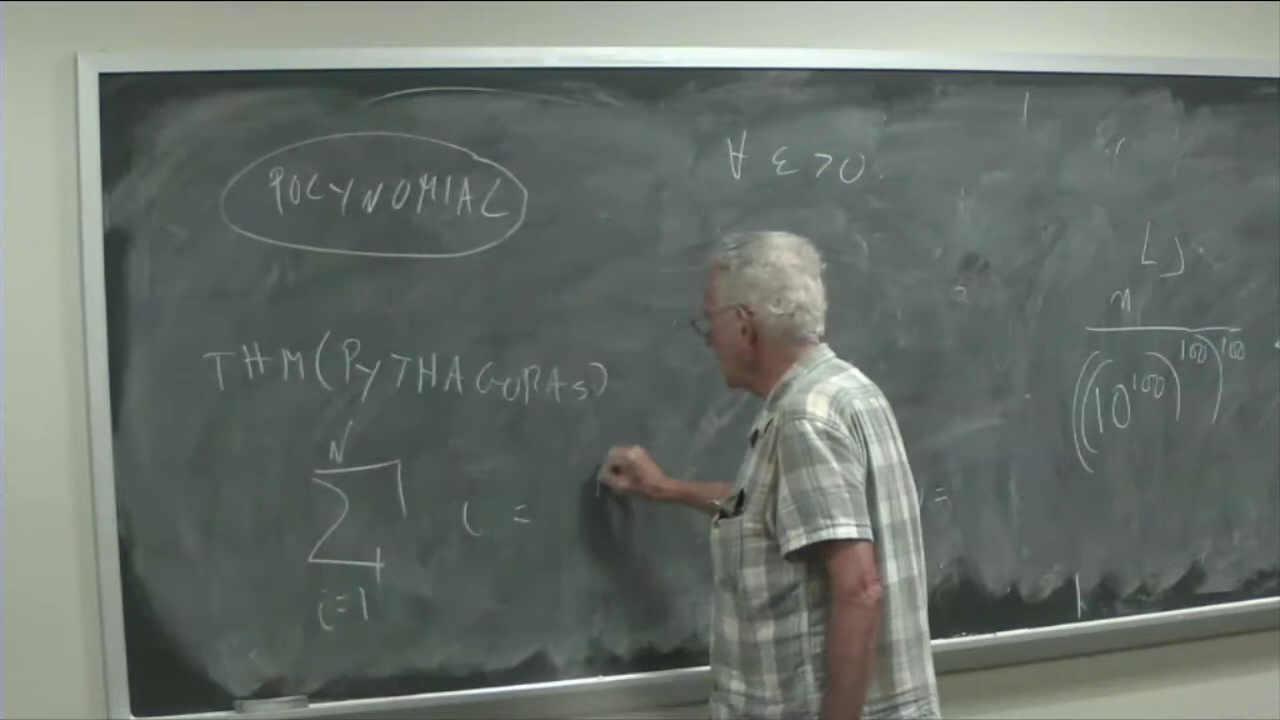 POLYNOMIAL
∀ ε > 0
THM (PYTHAGORAS)
N
∑ i =
i=1
n
((10^100)^100)^100
=